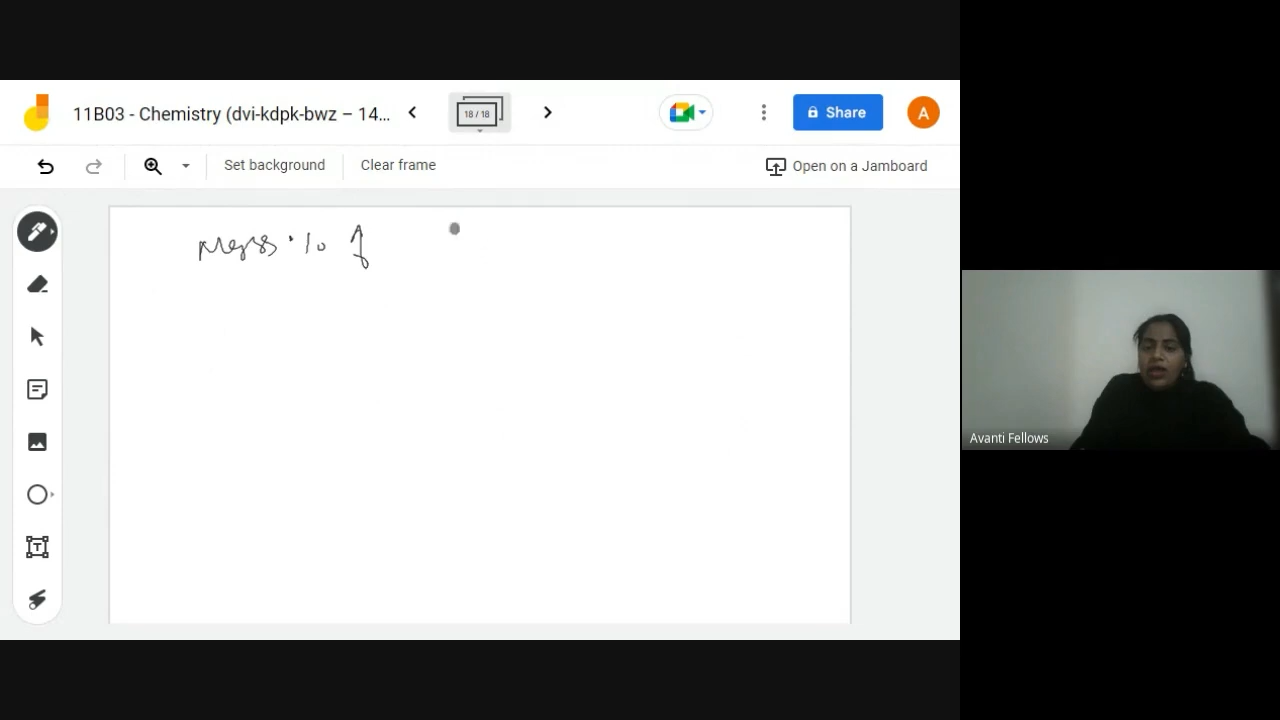 11B03 - Chemistry (dvi-kdpk-bwz – 14...
18 / 18
Share
A
Set background
Clear frame
Open on a Jamboard
Mass % of
Avanti Fellows